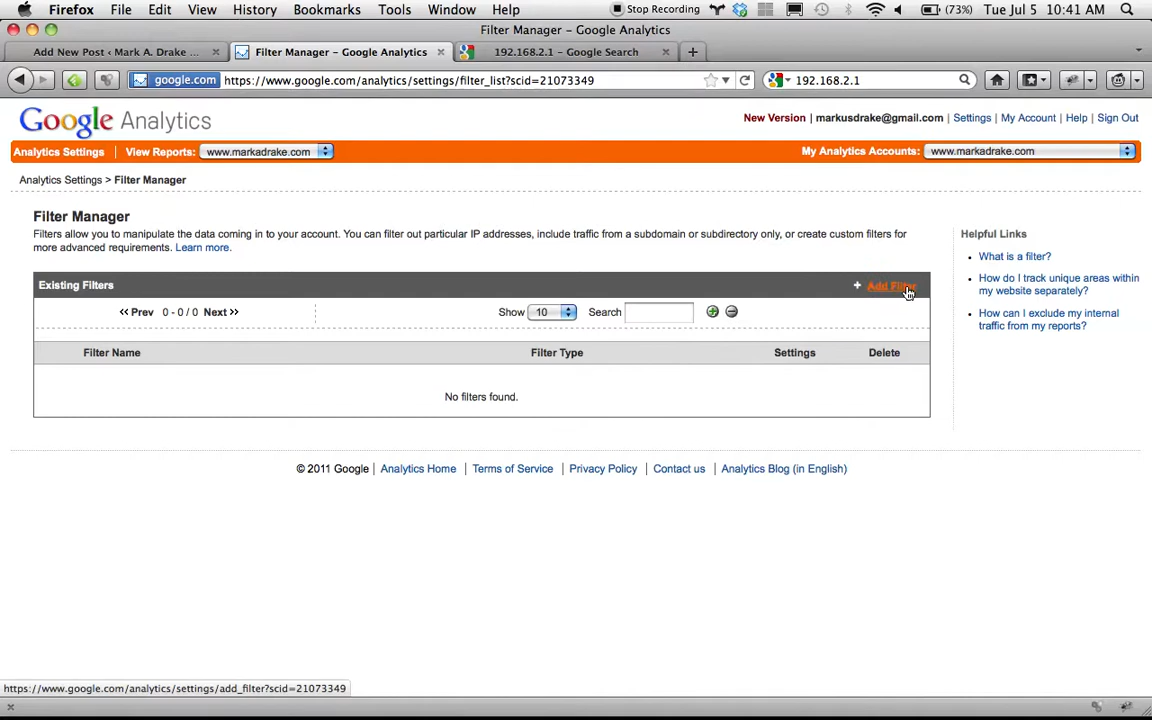 Firefox File Edit View History Bookmarks Tools Window Help Stop Recording (73%) Tue Jul 5 10:41 AM
Filter Manager - Google Analytics
Add New Post ‹ Mark A. Drake ... Filter Manager - Google Analytics 192.168.2.1 - Google Search
google.com https://www.google.com/analytics/settings/filter_list?scid=21073349 192.168.2.1
Google Analytics
New Version | markusdrake@gmail.com | Settings | My Account | Help | Sign Out
Analytics Settings | View Reports: www.markadrake.com My Analytics Accounts: www.markadrake.com
Analytics Settings > Filter Manager
Filter Manager
Filters allow you to manipulate the data coming in to your account. You can filter out particular IP addresses, include traffic from a subdomain or subdirectory only, or create custom filters for
more advanced requirements. Learn more.
Existing Filters + Add Filter
Prev 0 - 0 / 0 Next Show 10 Search
Filter Name Filter Type Settings Delete
No filters found.
Helpful Links
What is a filter?
How do I track unique areas within
my website separately?
How can I exclude my internal
traffic from my reports?
© 2011 Google | Analytics Home | Terms of Service | Privacy Policy | Contact us | Analytics Blog (in English)
https://www.google.com/analytics/settings/add_filter?scid=21073349